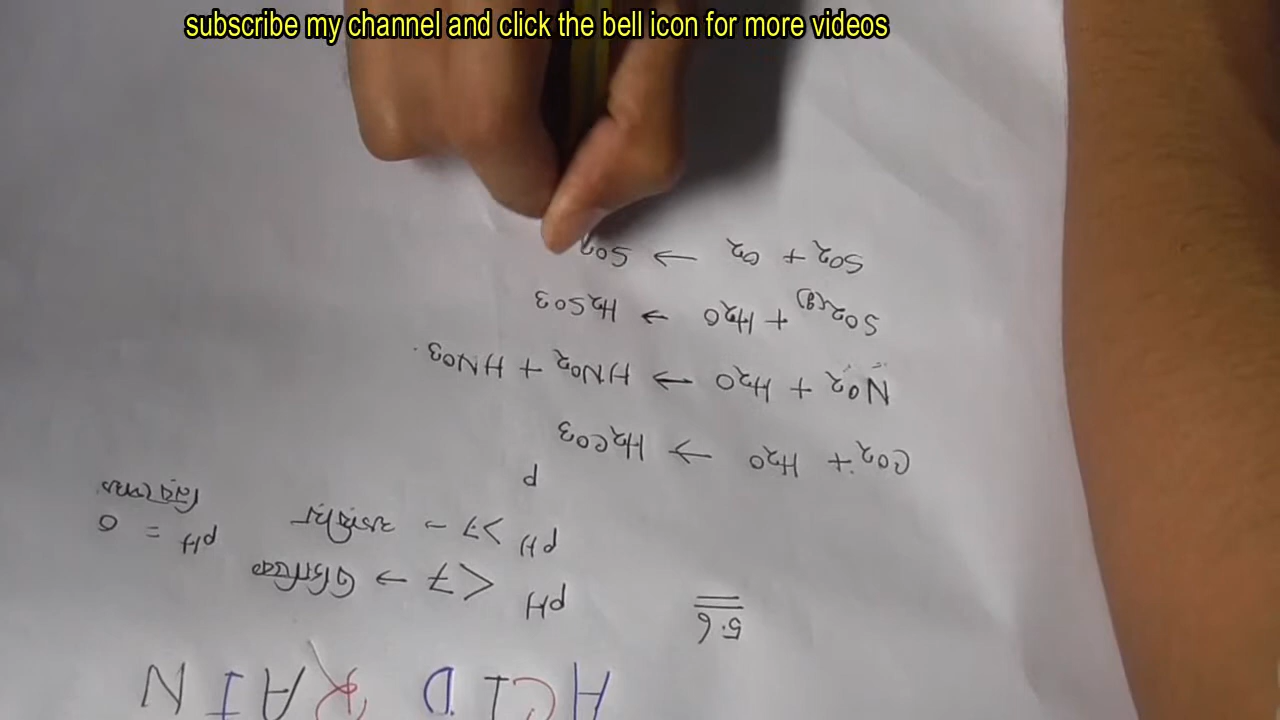 subscribe my channel and click the bell icon for more videos
ACID RAIN
5.6
pH < 7 →
pH >7 -
pH = 0
p
CO2 + H2O → H2CO3
NO2 + H2O → HNO2 + HNO3.
SO2(g) + H2O → H2SO3
SO2 + O2 →